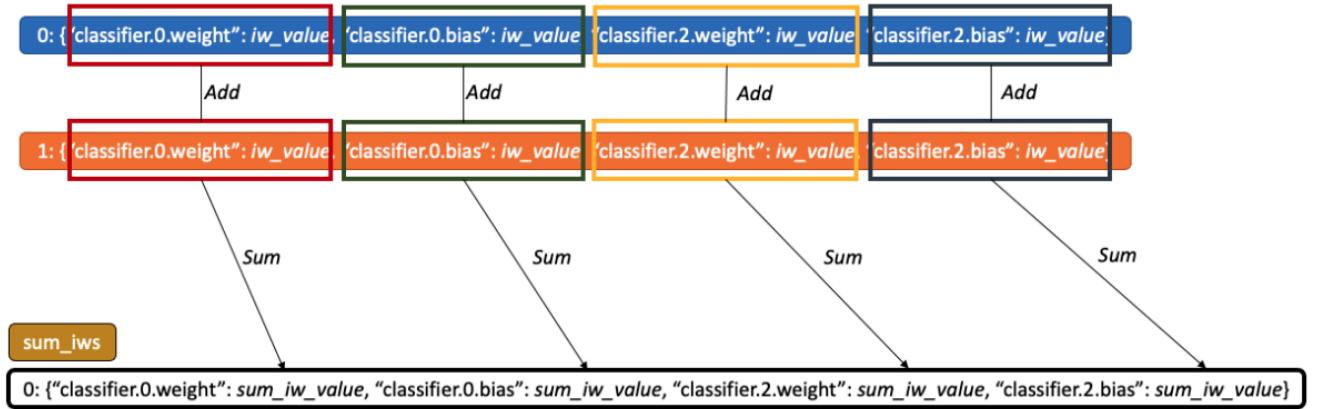 0: {“classifier.0.weight”: iw_value, “classifier.0.bias”: iw_value “classifier.2.weight”: iw_value “classifier.2.bias”: iw_value}
Add Add Add Add
1: {“classifier.0.weight”: iw_value, “classifier.0.bias”: iw_value “classifier.2.weight”: iw_value, “classifier.2.bias”: iw_value}
Sum Sum Sum Sum
sum_iws
0: {“classifier.0.weight”: sum_iw_value, “classifier.0.bias”: sum_iw_value, “classifier.2.weight”: sum_iw_value, “classifier.2.bias”: sum_iw_value}